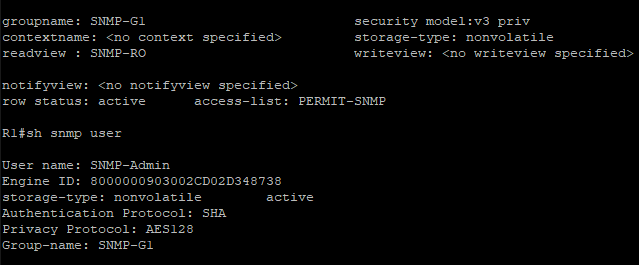 groupname: SNMP-G1                          security model:v3 priv
contextname: <no context specified>         storage-type: nonvolatile
readview : SNMP-RO                          writeview: <no writeview specified>
notifyview: <no notifyview specified>
row status: active      access-list: PERMIT-SNMP
R1#sh snmp user
User name: SNMP-Admin
Engine ID: 8000000903002CD02D348738
storage-type: nonvolatile        active
Authentication Protocol: SHA
Privacy Protocol: AES128
Group-name: SNMP-G1